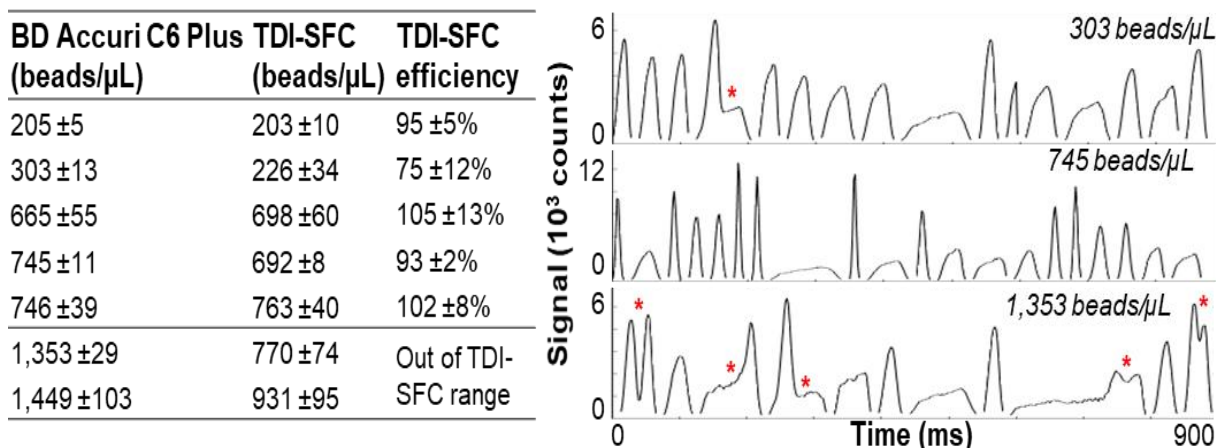 BD Accuri C6 Plus TDI-SFC TDI-SFC
(beads/µL) (beads/µL) efficiency
205 ±5 203 ±10 95 ±5%
303 ±13 226 ±34 75 ±12%
665 ±55 698 ±60 105 ±13%
745 ±11 692 ±8 93 ±2%
746 ±39 763 ±40 102 ±8%
1,353 ±29 770 ±74 Out of TDI-
1,449 ±103 931 ±95 SFC range
Signal (10³ counts)
6
303 beads/µL
*
0
12
745 beads/µL
0
6
* 1,353 beads/µL *
* * *
0
0 Time (ms) 900